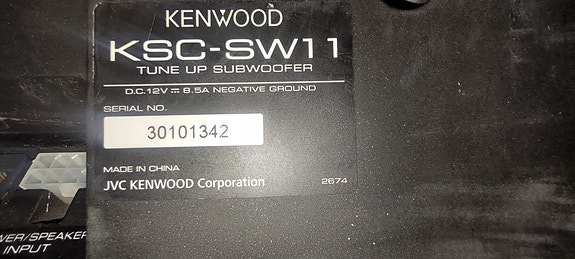 KENWOOD
KSC-SW11
TUNE UP SUBWOOFER
D.C.12V ⎓ 8.5A NEGATIVE GROUND
SERIAL NO.
30101342
MADE IN CHINA
JVC KENWOOD Corporation
2674
WER/SPEAKER
INPUT